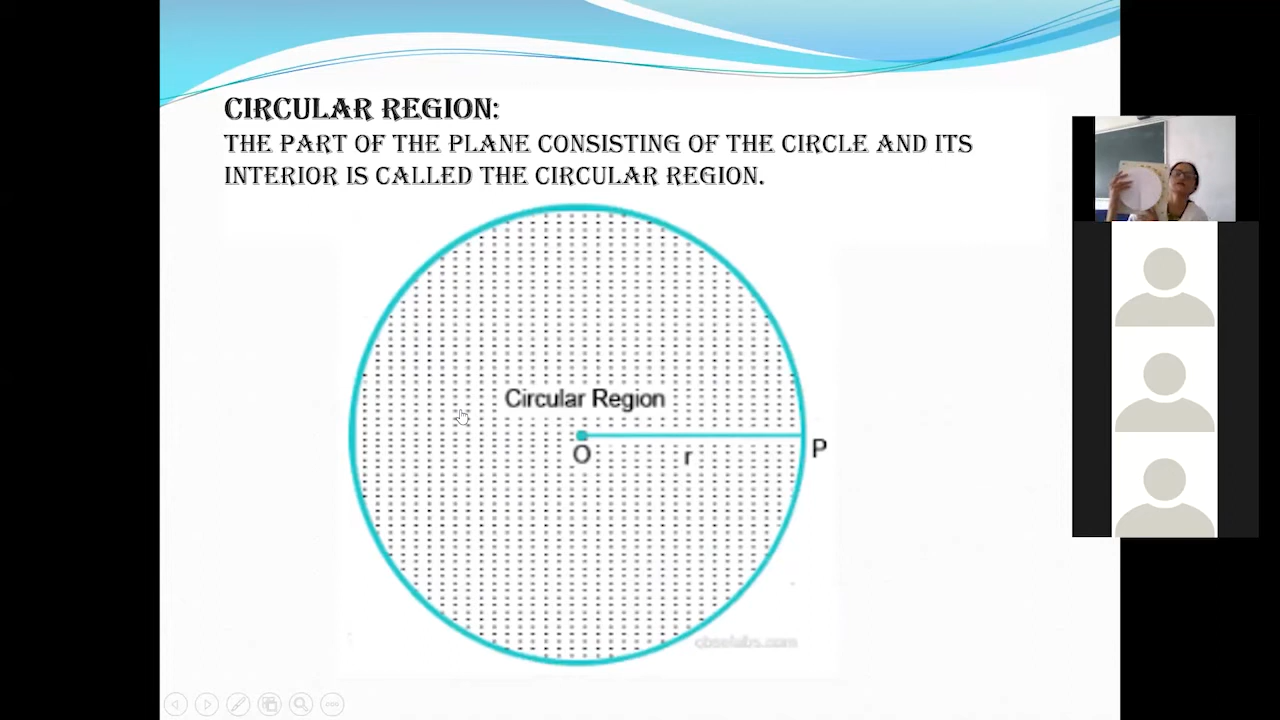 CIRCULAR REGION:
THE PART OF THE PLANE CONSISTING OF THE CIRCLE AND ITS
INTERIOR IS CALLED THE CIRCULAR REGION.
Circular Region
O r P
cbselabs.com